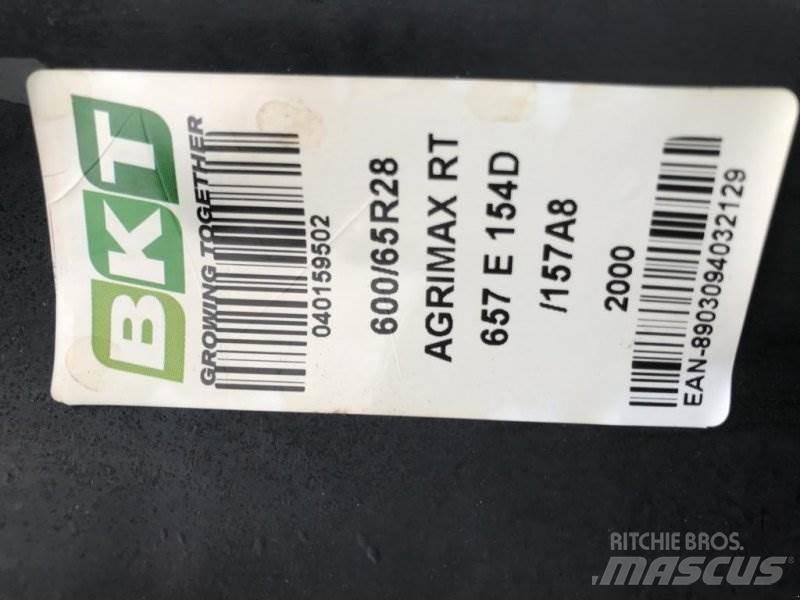 BKT
GROWING TOGETHER
040159502
600/65R28
AGRIMAX RT
657 E 154D
/157A8
2000
EAN-8903094032129
RITCHIE BROS.
MASCUS